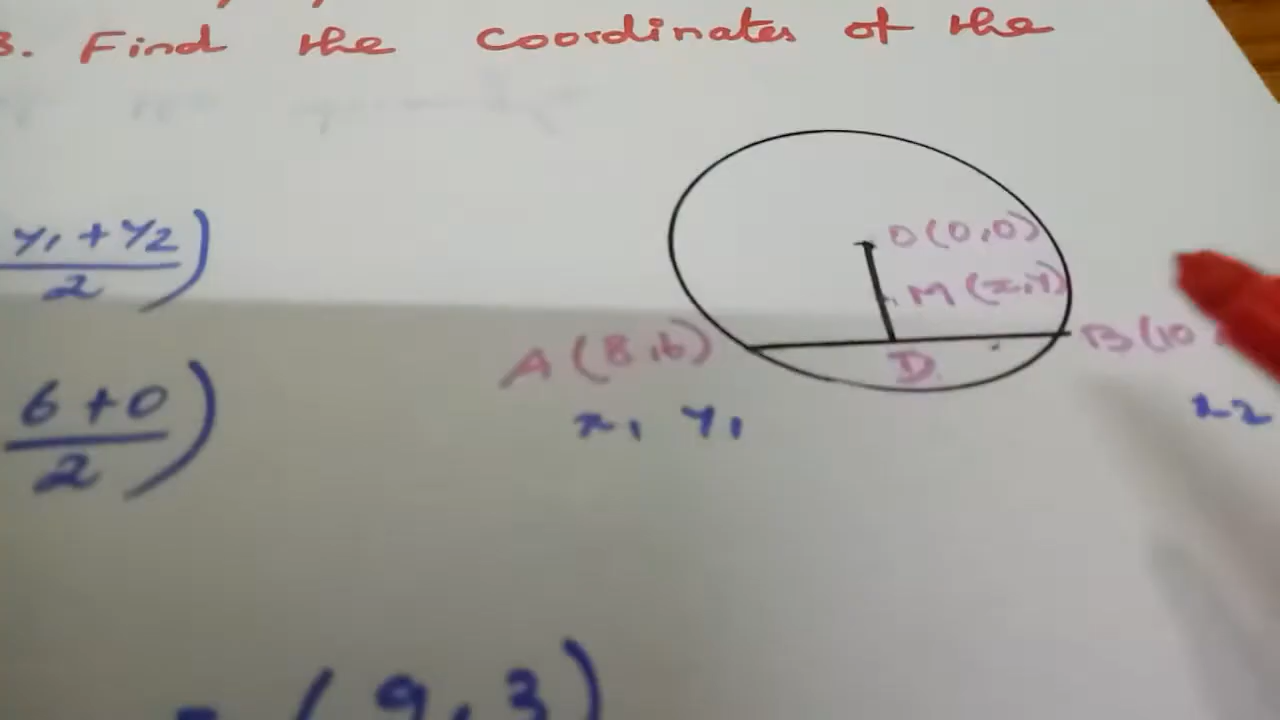 3. Find the coordinates of the
y1 + y2)
2
O(0,0)
M(x,y)
A(8,6)
B(10
D
x1 y1
x2
6+0)
2
= (9,3)